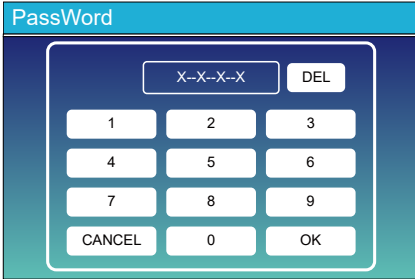 PassWord
X--X--X--X DEL
1 2 3
4 5 6
7 8 9
CANCEL 0 OK